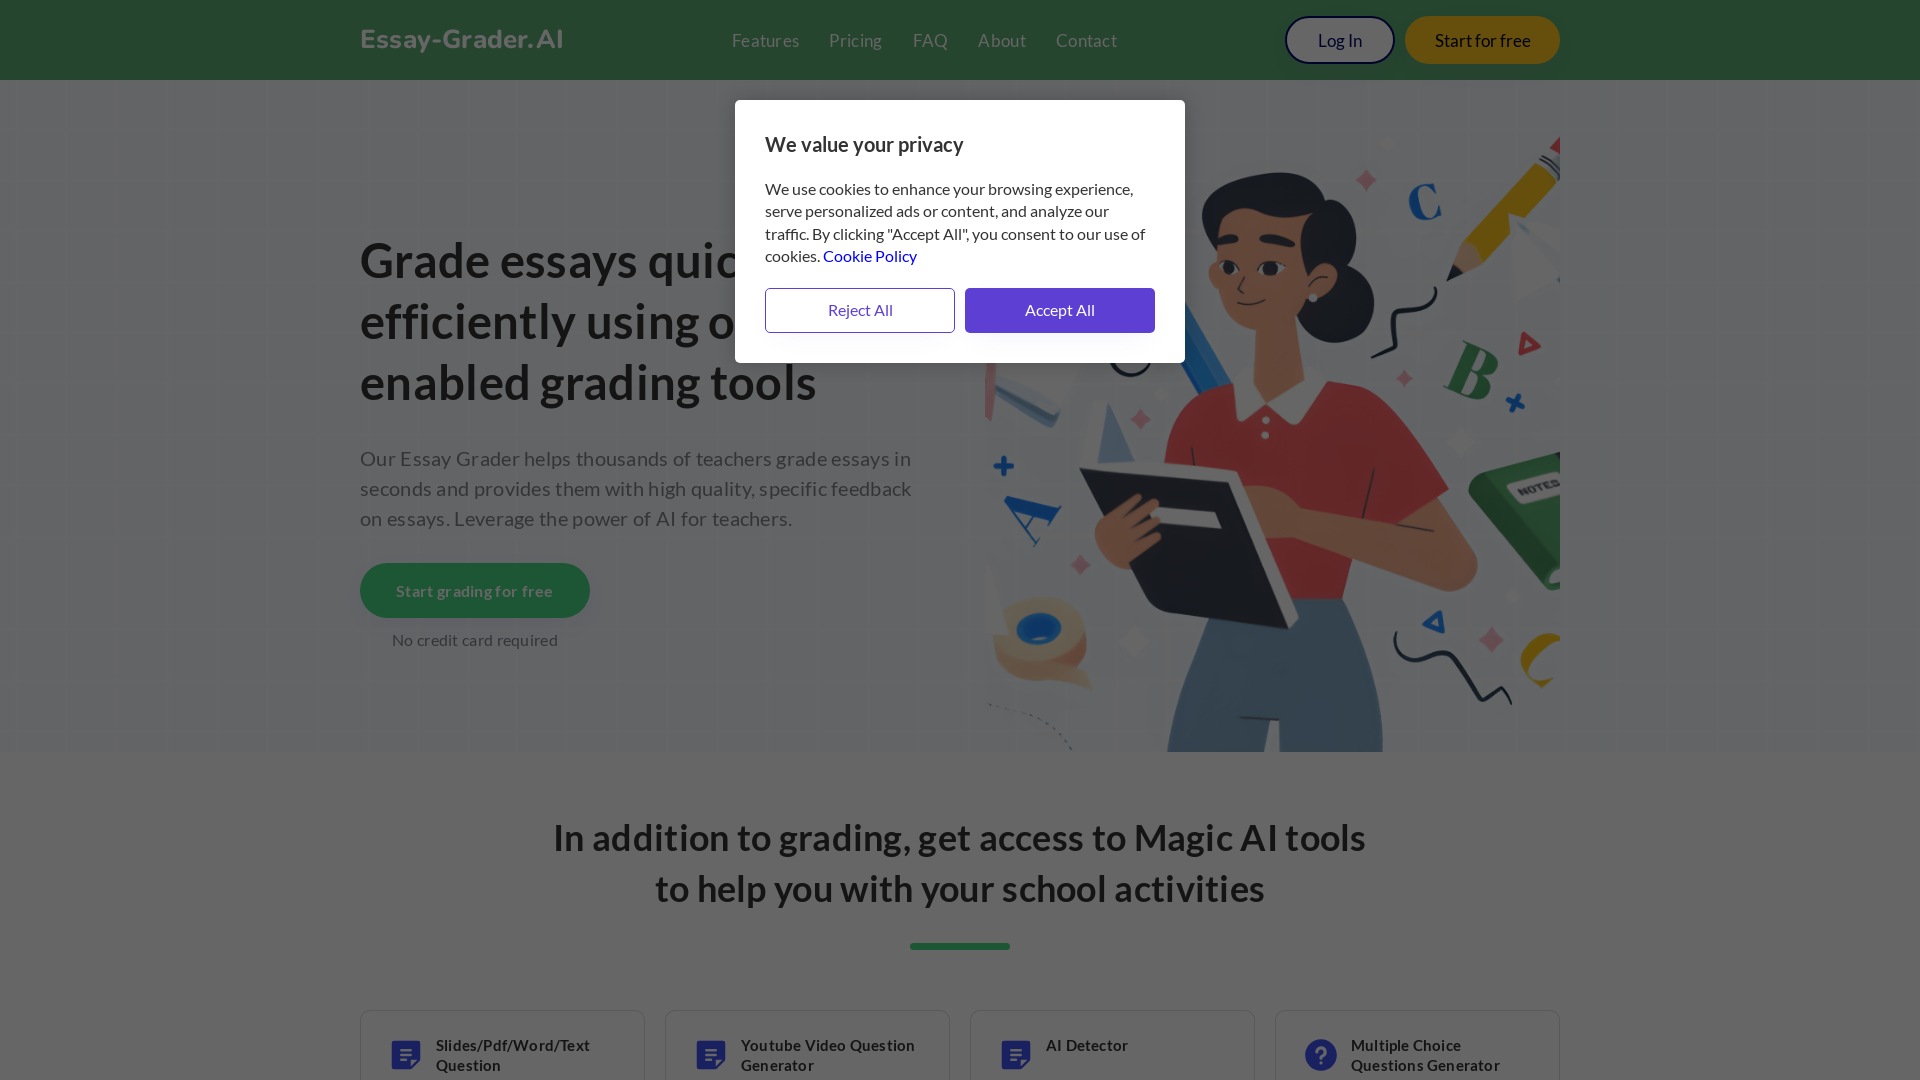 Essay-Grader.AI
Features
Pricing
FAQ
About
Contact
Log In
Start for free
We value your privacy
We use cookies to enhance your browsing experience,
serve personalized ads or content, and analyze our
traffic. By clicking "Accept All", you consent to our use of
cookies. Cookie Policy
Reject All
Accept All
Grade essays
efficiently using
enabled grading tools
Our Essay Grader helps thousands of teachers grade essays in
seconds and provides them with high quality, specific feedback
on essays. Leverage the power of AI for teachers.
Start grading for free
No credit card required
C
B
A
NOTES
In addition to grading, get access to Magic AI tools
to help you with your school activities
Slides/Pdf/Word/Text
Question
Youtube Video Question
Generator
AI Detector
Multiple Choice
Questions Generator